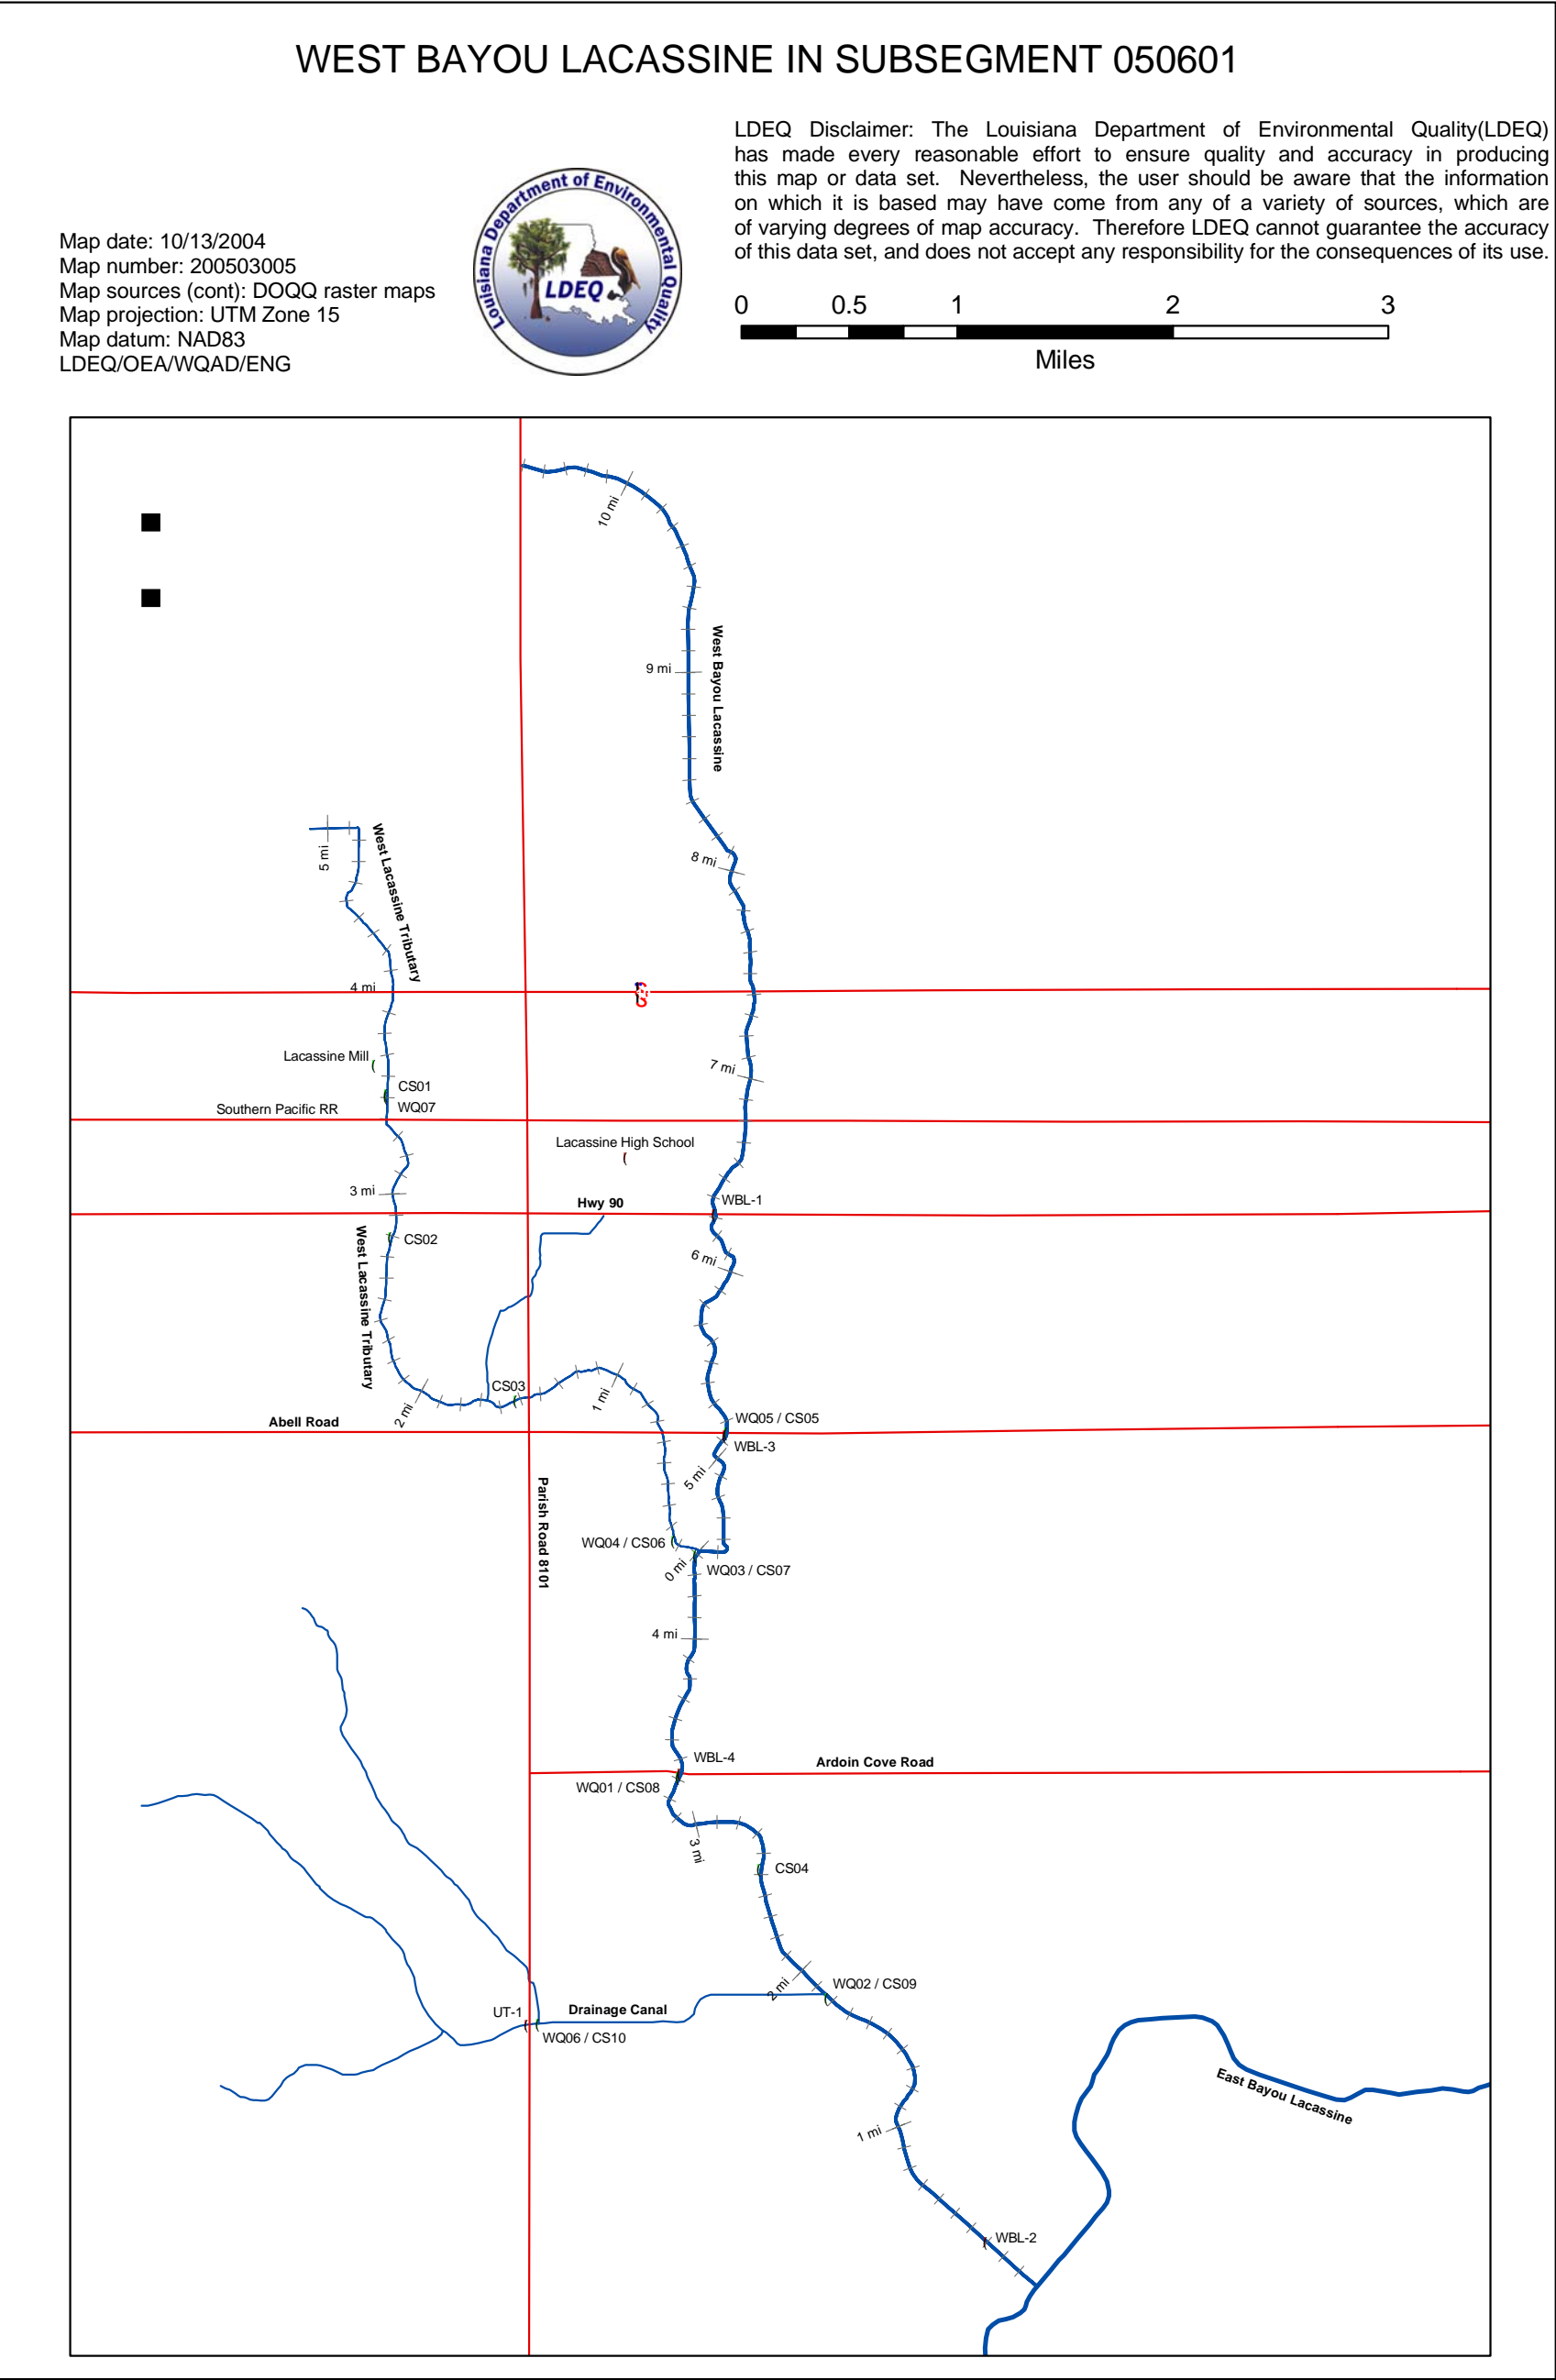 WEST BAYOU LACASSINE IN SUBSEGMENT 050601
LDEQ Disclaimer: The Louisiana Department of Environmental Quality(LDEQ)
has made every reasonable effort to ensure quality and accuracy in producing
this map or data set. Nevertheless, the user should be aware that the information
on which it is based may have come from any of a variety of sources, which are
of varying degrees of map accuracy. Therefore LDEQ cannot guarantee the accuracy
of this data set, and does not accept any responsibility for the consequences of its use.
Map date: 10/13/2004
Map number: 200503005
Map sources (cont): DOQQ raster maps
Map projection: UTM Zone 15
Map datum: NAD83
LDEQ/OEA/WQAD/ENG
Louisiana Department of Environmental Quality
LDEQ
0 0.5 1 2 3
Miles
10 mi
9 mi
West Bayou Lacassine
8 mi
5 mi
West Lacassine Tributary
4 mi
7 mi
Lacassine Mill
CS01
WQ07
Southern Pacific RR
Lacassine High School
3 mi
Hwy 90
WBL-1
CS02
6 mi
West Lacassine Tributary
CS03
2 mi
1 mi
Abell Road
WQ05 / CS05
WBL-3
5 mi
Parish Road 8101
WQ04 / CS06
0 mi
WQ03 / CS07
4 mi
WBL-4
Ardoin Cove Road
WQ01 / CS08
3 mi
CS04
2 mi
WQ02 / CS09
UT-1
Drainage Canal
WQ06 / CS10
East Bayou Lacassine
1 mi
WBL-2